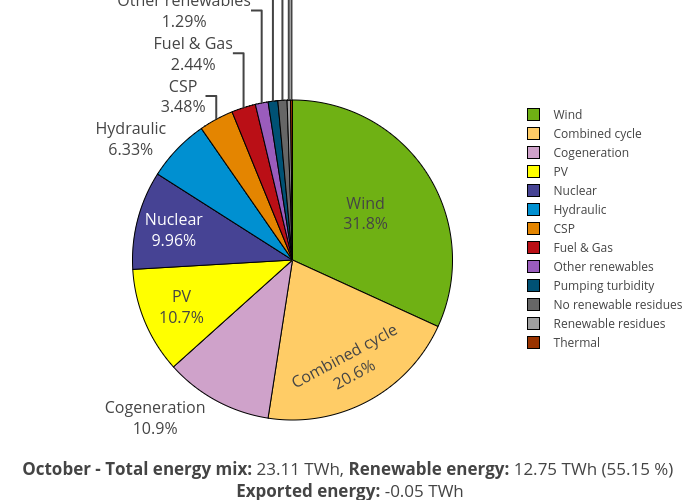 Other renewables
1.29%
Fuel & Gas
2.44%
CSP
3.48%
Hydraulic
6.33%
Nuclear
9.96%
PV
10.7%
Cogeneration
10.9%
Combined cycle
20.6%
Wind
31.8%
Wind
Combined cycle
Cogeneration
PV
Nuclear
Hydraulic
CSP
Fuel & Gas
Other renewables
Pumping turbidity
No renewable residues
Renewable residues
Thermal
October - Total energy mix: 23.11 TWh, Renewable energy: 12.75 TWh (55.15 %)
Exported energy: -0.05 TWh